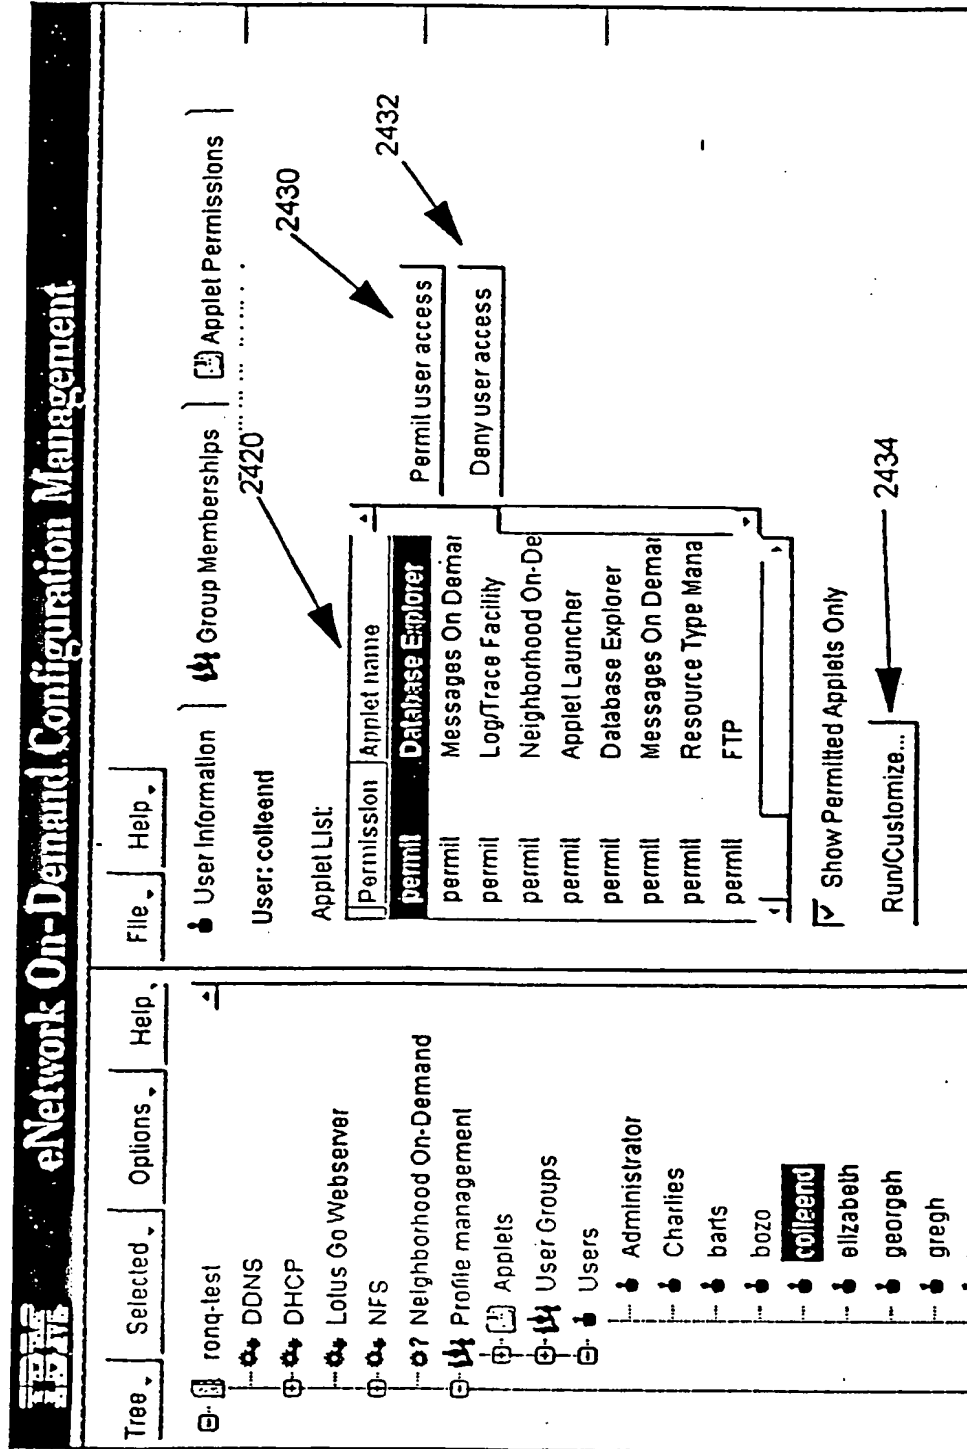 IBM eNetwork On-Demand Configuration Management
Tree Selected Options Help
ronq-test
DDNS
DHCP
Lotus Go Webserver
NFS
? Neighborhood On-Demand
Profile management
Applets
User Groups
Users
Administrator
Charlies
barts
bozo
colleend
elizabeth
georgeh
gregh
File Help
User Information Group Memberships Applet Permissions
User: colleend
2420
2430
2432
Applet List:
Permission Applet name
permit Database Explorer
permit Messages On Deman
permit Log/Trace Facility
permit Neighborhood On-De
permit Applet Launcher
permit Database Explorer
permit Messages On Deman
permit Resource Type Mana
permit FTP
Permit user access
Deny user access
Show Permitted Applets Only
Run/Customize...
2434